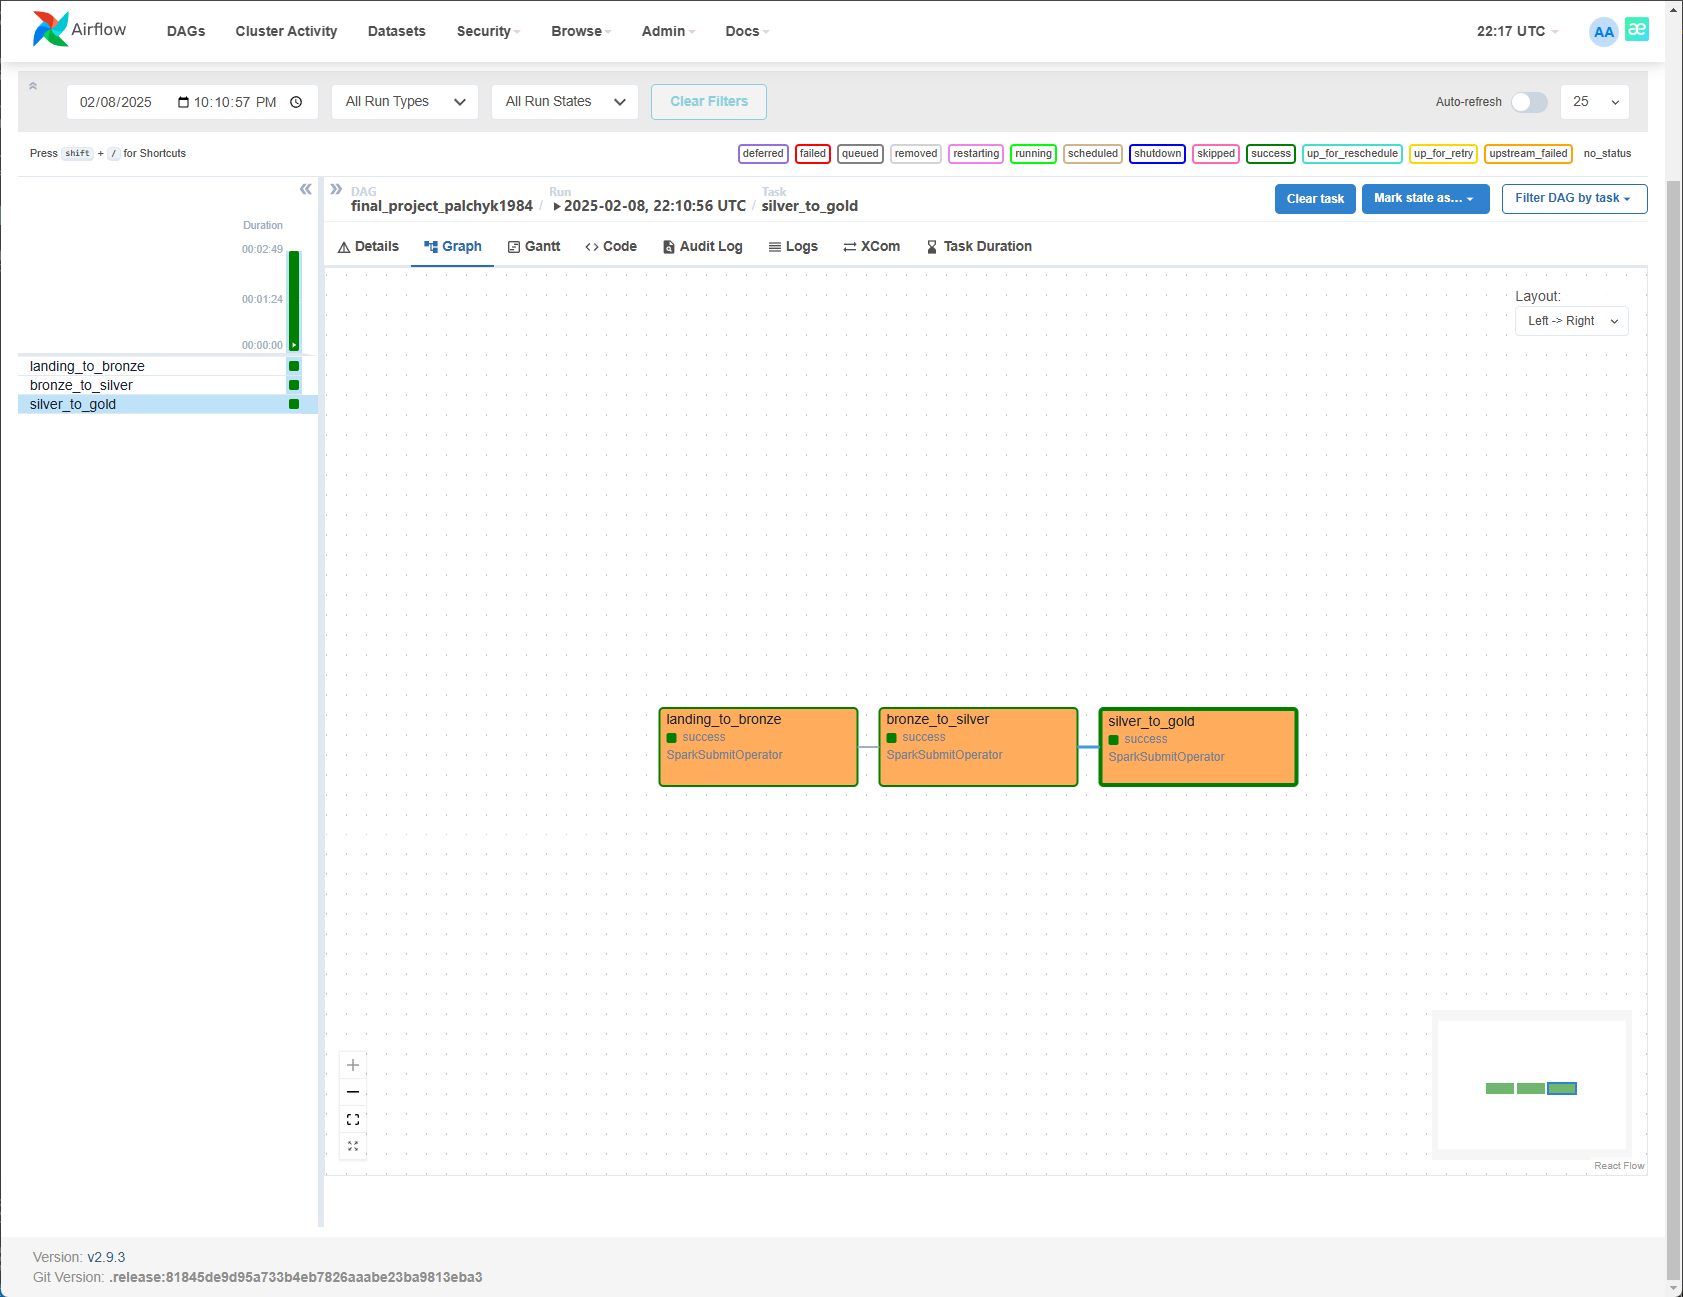 Airflow DAGs Cluster Activity Datasets Security Browse Admin Docs 22:17 UTC AA æ
02/08/2025 10:10:57 PM All Run Types All Run States Clear Filters Auto-refresh 25
Press shift + / for Shortcuts deferred failed queued removed restarting running scheduled shutdown skipped success up_for_reschedule up_for_retry upstream_failed no_status
DAG Run Task
final_project_palchyk1984 / 2025-02-08, 22:10:56 UTC / silver_to_gold
Clear task Mark state as... Filter DAG by task
Duration
00:02:49
00:01:24
00:00:00
landing_to_bronze
bronze_to_silver
silver_to_gold
Details Graph Gantt Code Audit Log Logs XCom Task Duration
Layout:
Left -> Right
landing_to_bronze
success
SparkSubmitOperator
bronze_to_silver
success
SparkSubmitOperator
silver_to_gold
success
SparkSubmitOperator
React Flow
Version: v2.9.3
Git Version: .release:81845de9d95a733b4eb7826aaabe23ba9813eba3